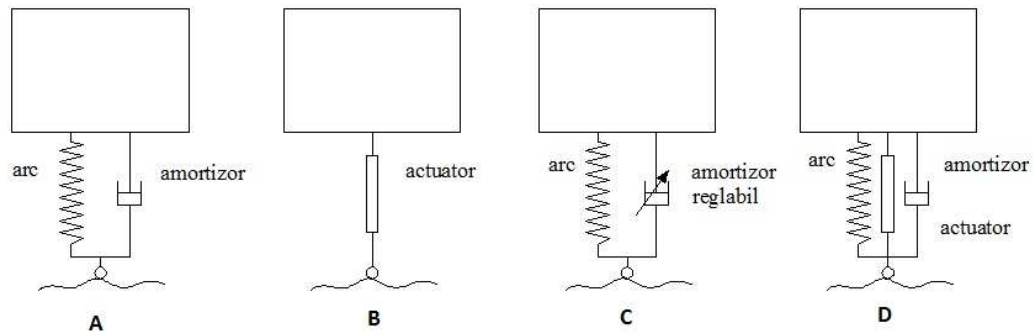 arc
amortizor
A
actuator
B
arc
amortizor
reglabil
C
arc
amortizor
actuator
D